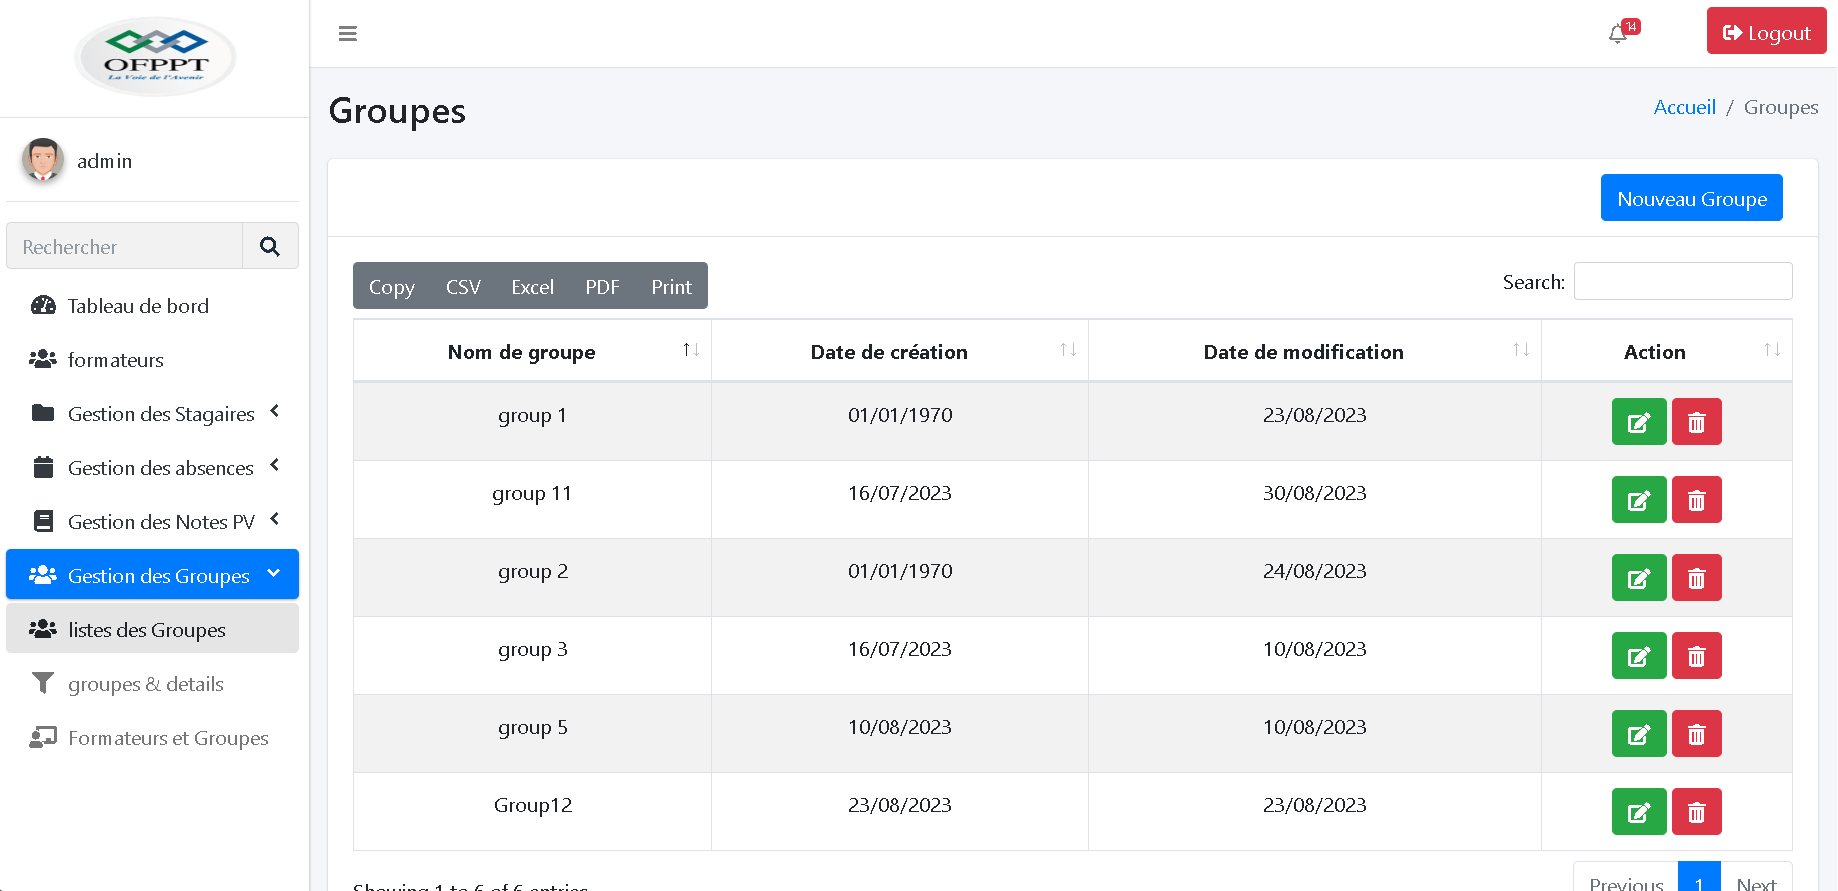 OFPPT
La Voie de l'Avenir
14
Logout
admin
Rechercher
Tableau de bord
formateurs
Gestion des Stagaires
Gestion des absences
Gestion des Notes PV
Gestion des Groupes
listes des Groupes
groupes & details
Formateurs et Groupes
Groupes
Accueil / Groupes
Nouveau Groupe
Copy CSV Excel PDF Print
Search:
Nom de groupe Date de création Date de modification Action
group 1 01/01/1970 23/08/2023
group 11 16/07/2023 30/08/2023
group 2 01/01/1970 24/08/2023
group 3 16/07/2023 10/08/2023
group 5 10/08/2023 10/08/2023
Group12 23/08/2023 23/08/2023
Showing 1 to 6 of 6 entries
Previous 1 Next